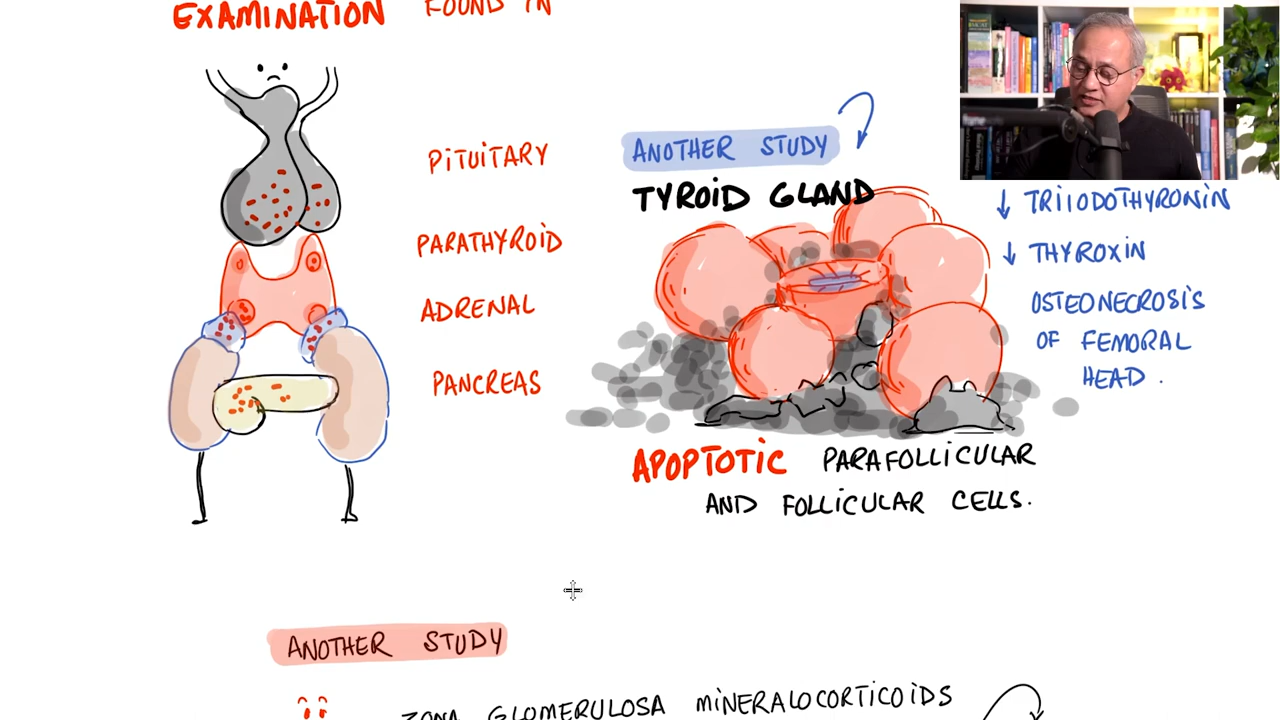 EXAMINATION FOUND IN
PITUITARY
PARATHYROID
ADRENAL
PANCREAS
ANOTHER STUDY
TYROID GLAND
↓ TRIIODOTHYRONIN
↓ THYROXIN
OSTEONECROSIS
OF FEMORAL
HEAD.
APOPTOTIC PARAFOLLICULAR
AND FOLLICULAR CELLS.
ANOTHER STUDY
ZONA GLOMERULOSA MINERALOCORTICOIDS